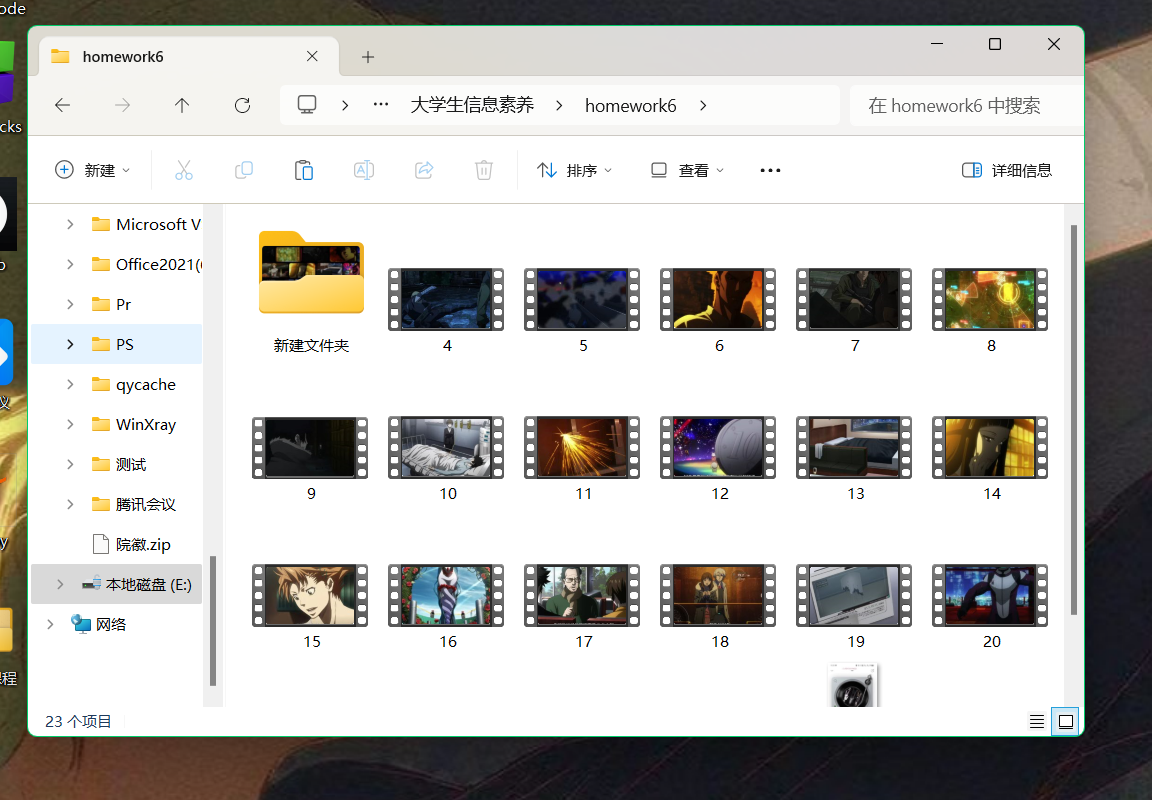 ode
homework6
大学生信息素养 homework6
在 homework6 中搜索
cks
新建 排序 查看 详细信息
Microsoft V
Office2021(
Pr
PS
qycache
WinXray
测试
腾讯会议
院徽.zip
本地磁盘 (E:)
网络
新建文件夹 4 5 6 7 8
9 10 11 12 13 14
15 16 17 18 19 20
议
程
23 个项目